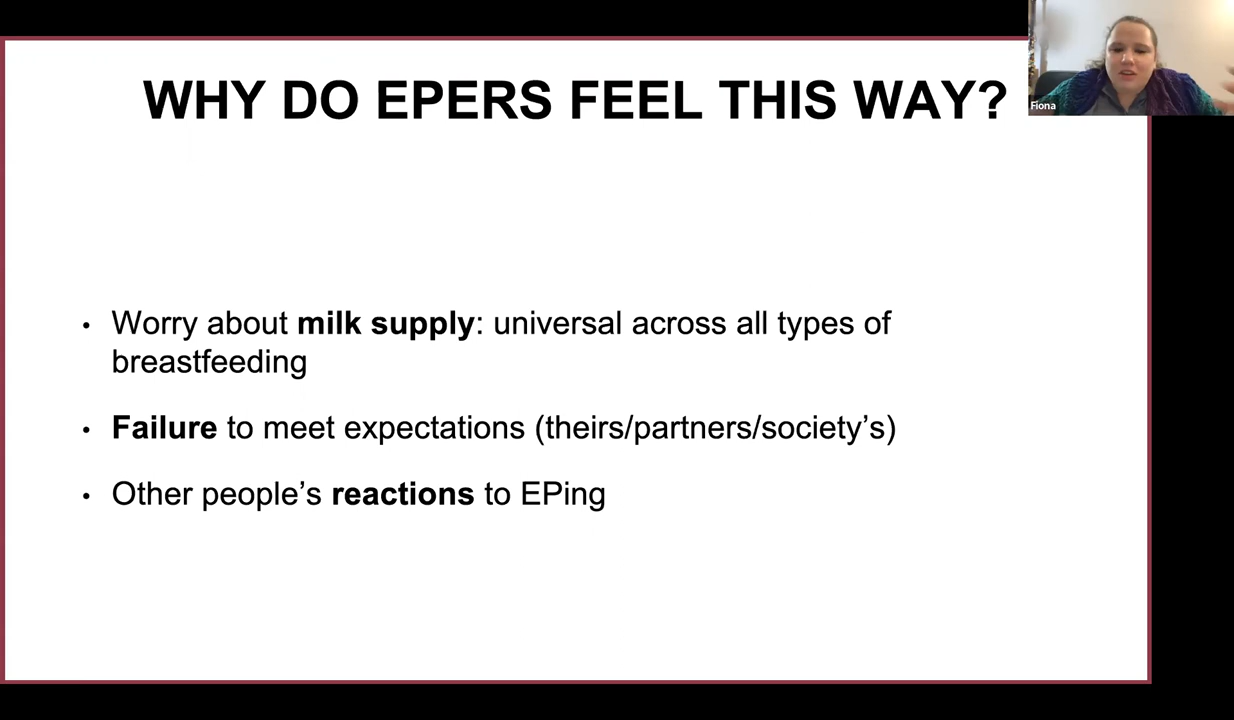 WHY DO EPERS FEEL THIS WAY?
Fiona
• Worry about milk supply: universal across all types of
breastfeeding
• Failure to meet expectations (theirs/partners/society’s)
• Other people’s reactions to EPing